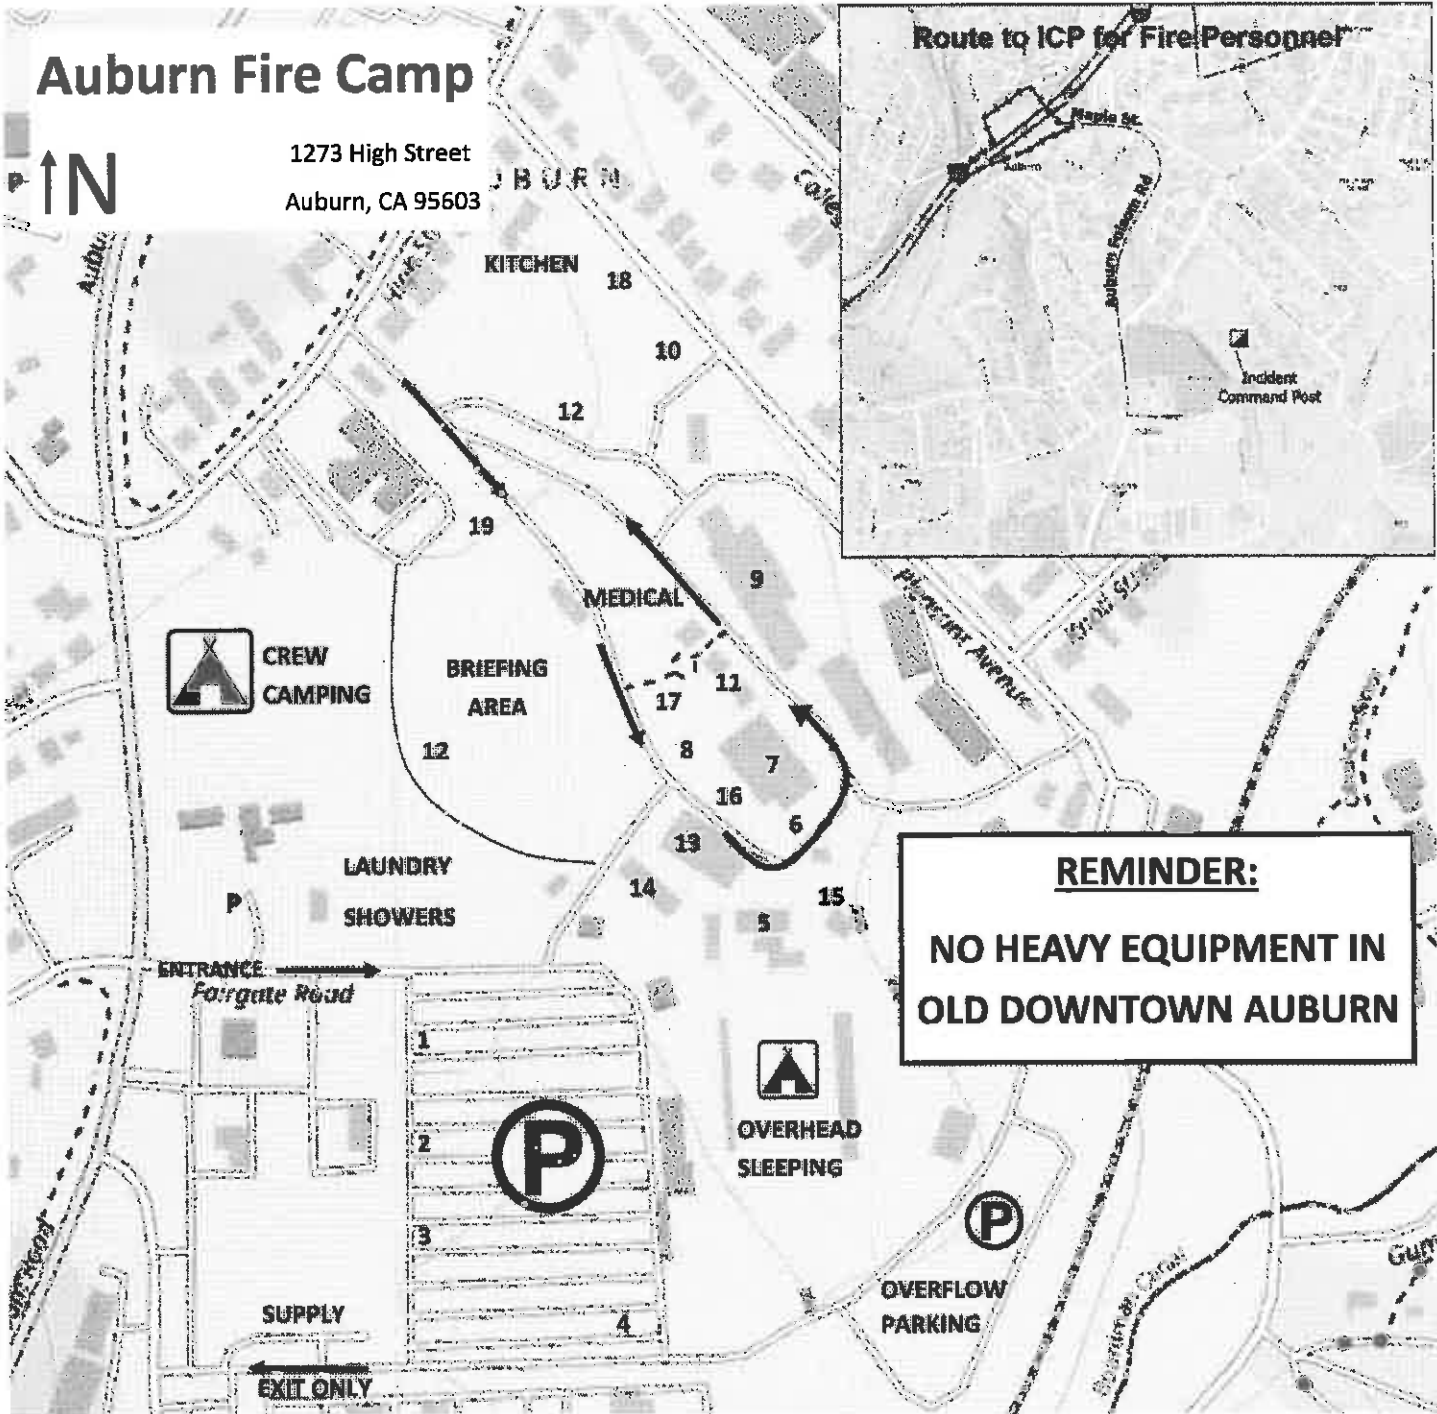 Auburn Fire Camp
N
1273 High Street
Auburn, CA 95603
Route to ICP for Fire Personnel
Maple St.
Auburn
Auburn Folsom Rd
Incident
Command Post
P
KITCHEN
18
10
12
19
MEDICAL
9
CREW
CAMPING
BRIEFING
AREA
17
11
12
8
7
16
6
13
14
15
5
Pleasant Avenue
LAUNDRY
SHOWERS
P
ENTRANCE
Fairgate Road
REMINDER:
NO HEAVY EQUIPMENT IN
OLD DOWNTOWN AUBURN
1
2
P
3
4
OVERHEAD
SLEEPING
P
OVERFLOW
PARKING
SUPPLY
EXIT ONLY